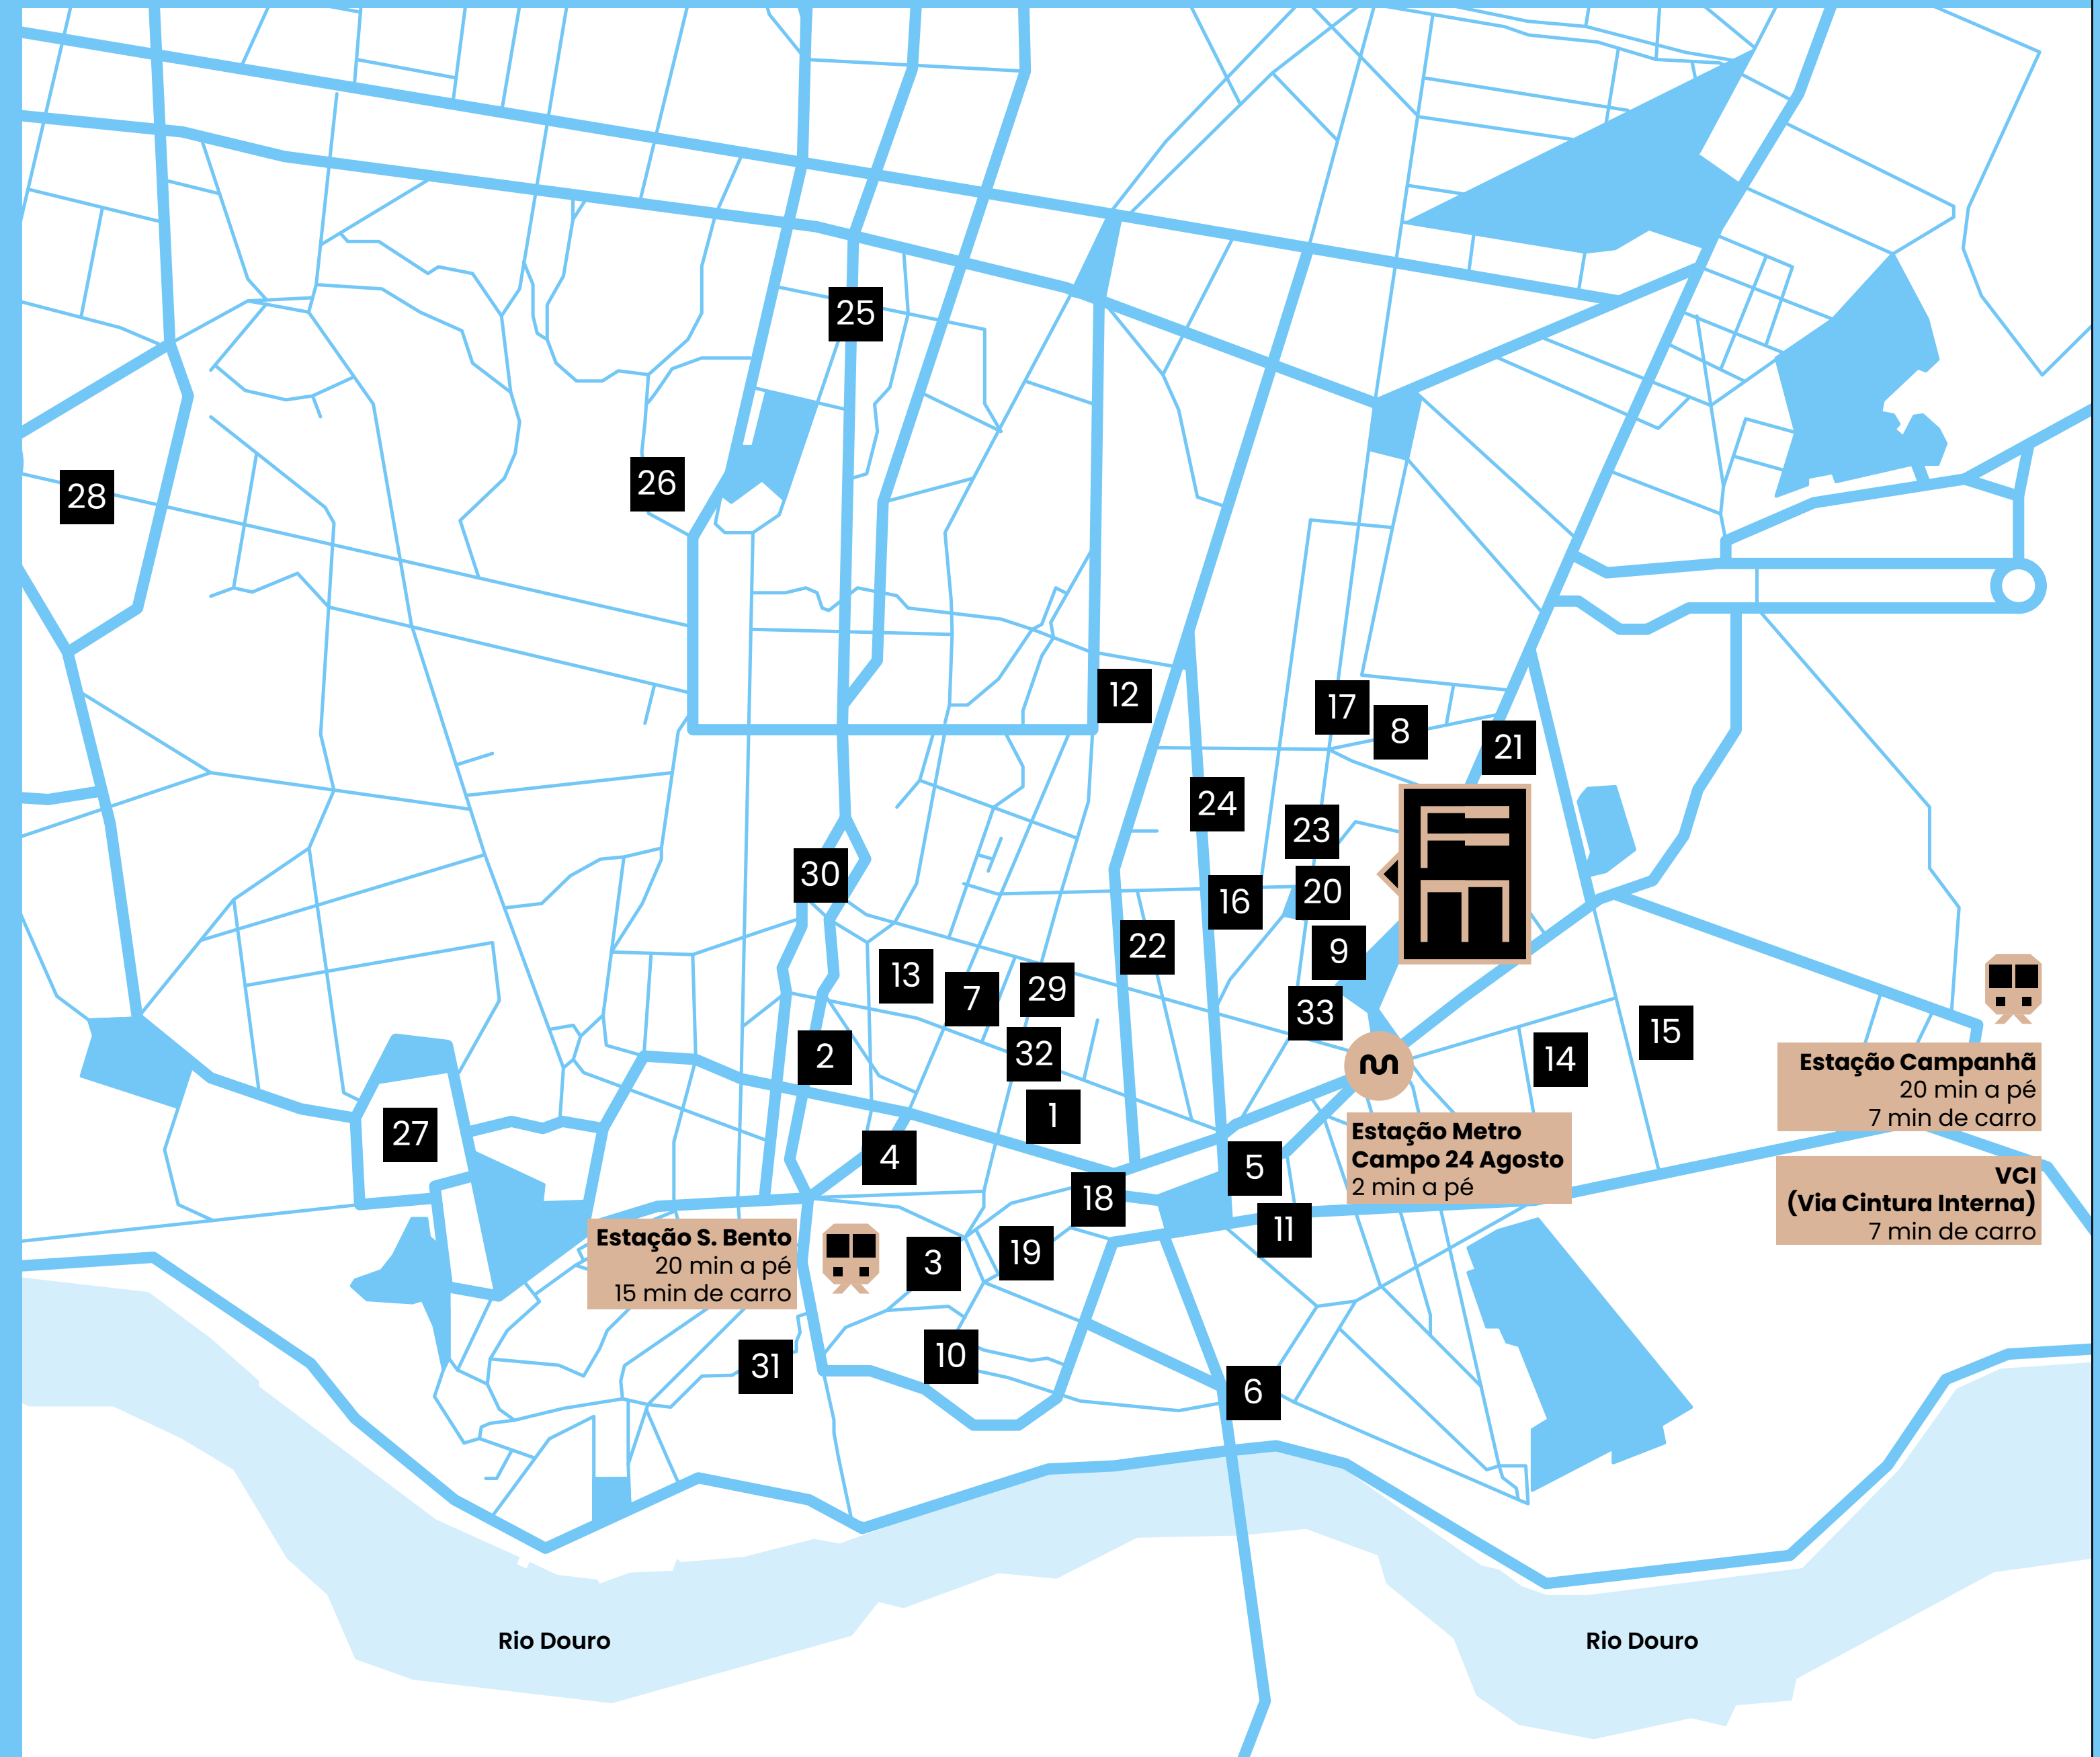 25
26
28
12
17
8
21
24
23
30
20
16
22
9
13
7
29
33
2
32
14
15
1
27
4
5
18
11
3
19
31
10
6
Estação Campanhã
20 min a pé
7 min de carro
Estação Metro
Campo 24 Agosto
2 min a pé
VCI
(Via Cintura Interna)
7 min de carro
Estação S. Bento
20 min a pé
15 min de carro
Rio Douro
Rio Douro